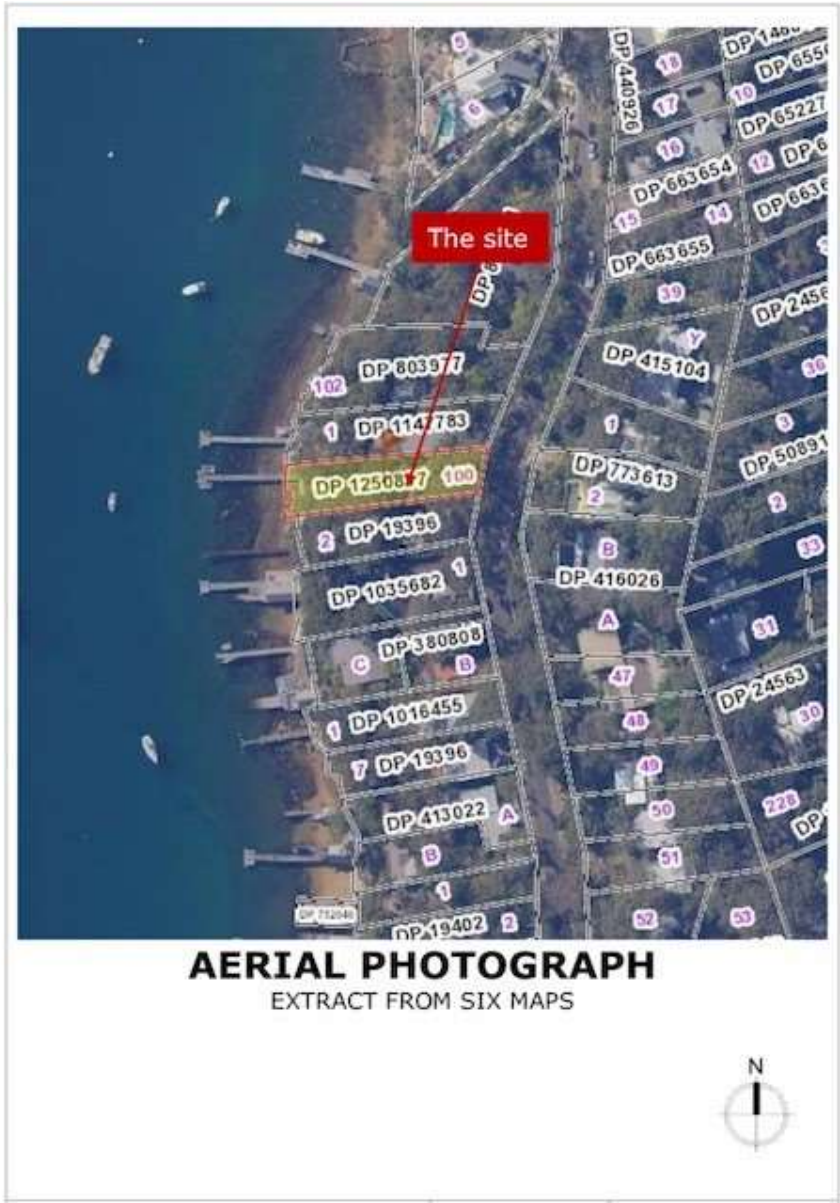 5
6
DP 440926
18
17
16
10
DP 65227
DP 663654
12
15
14
DP 663655
39
The site
DP 803977
102
DP 415104
Y
36
1
DP 1147783
1
3
DP 773613
2
DP 50891
2
100
2
DP 19396
B
33
DP 1035682
1
DP 416026
A
31
DP 380808
C
B
47
DP 24563
1
DP 1016455
48
30
7
DP 19396
49
DP 413022
A
50
228
B
51
1
DP 19402
2
52
53
AERIAL PHOTOGRAPH
EXTRACT FROM SIX MAPS
N